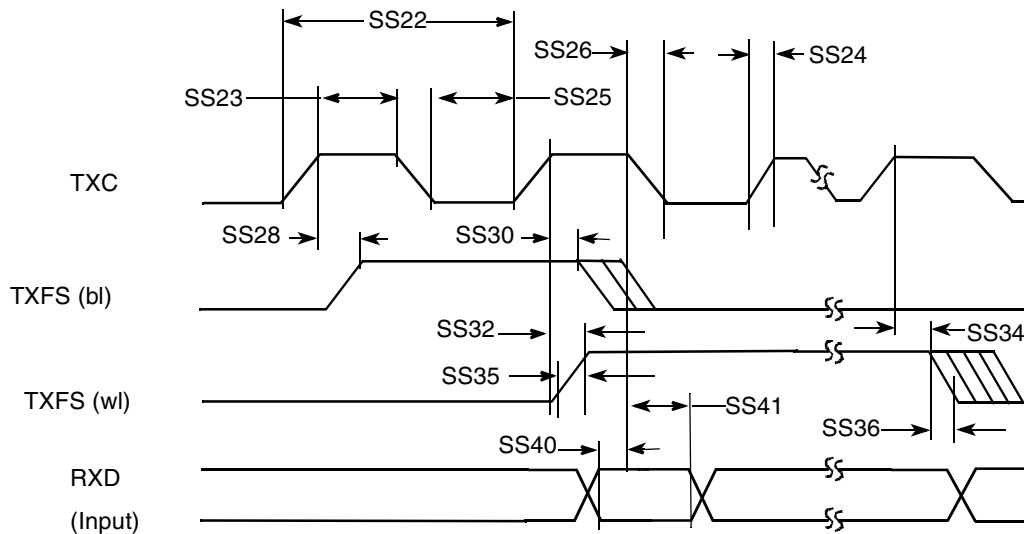 SS22
SS26
SS24
SS23
SS25
TXC
SS28
SS30
TXFS (bl)
SS32
SS34
SS35
TXFS (wl)
SS41
SS36
SS40
RXD
(Input)